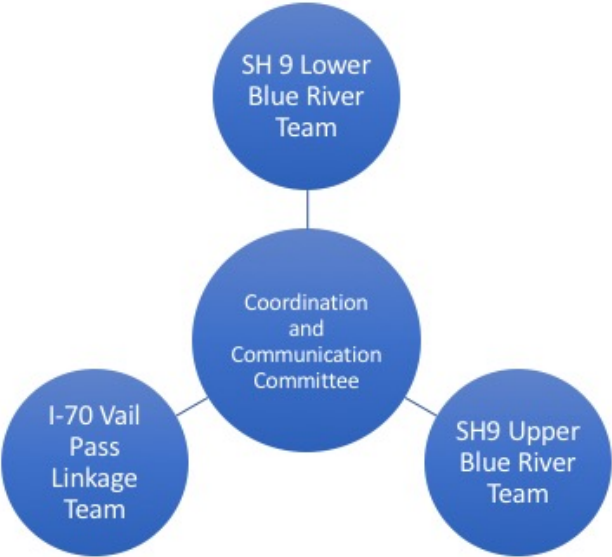 SH 9 Lower
Blue River
Team
Coordination
and
Communication
Committee
I-70 Vail
Pass
Linkage
Team
SH9 Upper
Blue River
Team